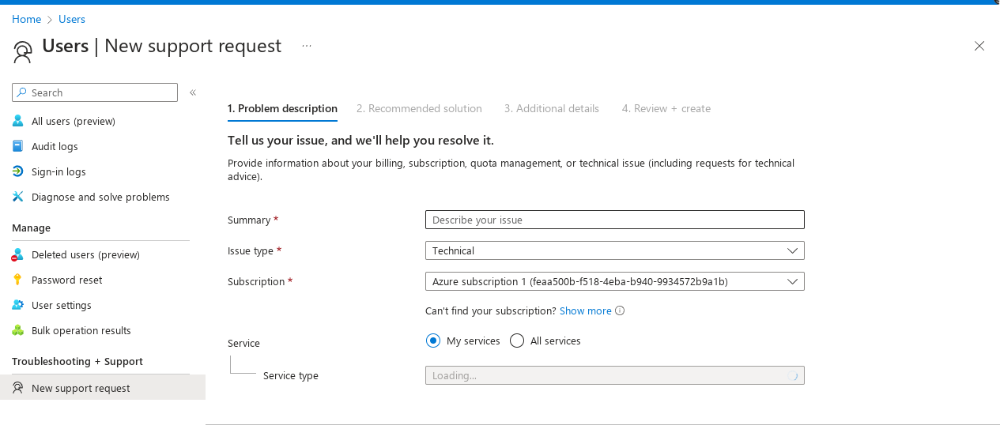 Home > Users
Users | New support request ...
Search «
All users (preview)
Audit logs
Sign-in logs
Diagnose and solve problems
Manage
Deleted users (preview)
Password reset
User settings
Bulk operation results
Troubleshooting + Support
New support request
1. Problem description 2. Recommended solution 3. Additional details 4. Review + create
Tell us your issue, and we'll help you resolve it.
Provide information about your billing, subscription, quota management, or technical issue (including requests for technical
advice).
Summary *
Describe your issue
Issue type *
Technical
Subscription *
Azure subscription 1 (feaa500b-f518-4eba-b940-9934572b9a1b)
Can't find your subscription? Show more
Service
My services All services
Service type
Loading...